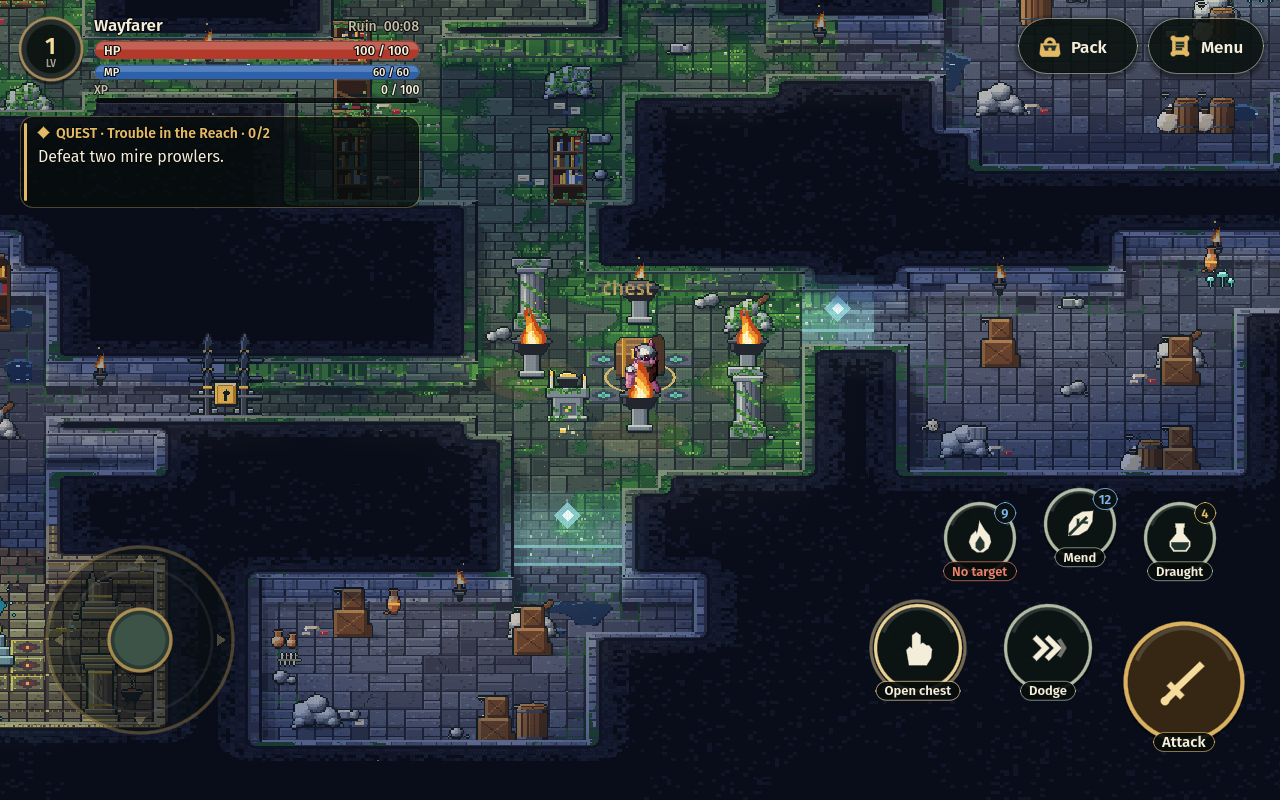 1
LV
Wayfarer
Ruin 00:08
HP 100 / 100
MP 60 / 60
XP 0 / 100
QUEST · Trouble in the Reach · 0/2
Defeat two mire prowlers.
Pack
Menu
chest
9
No target
12
Mend
4
Draught
Open chest
Dodge
Attack